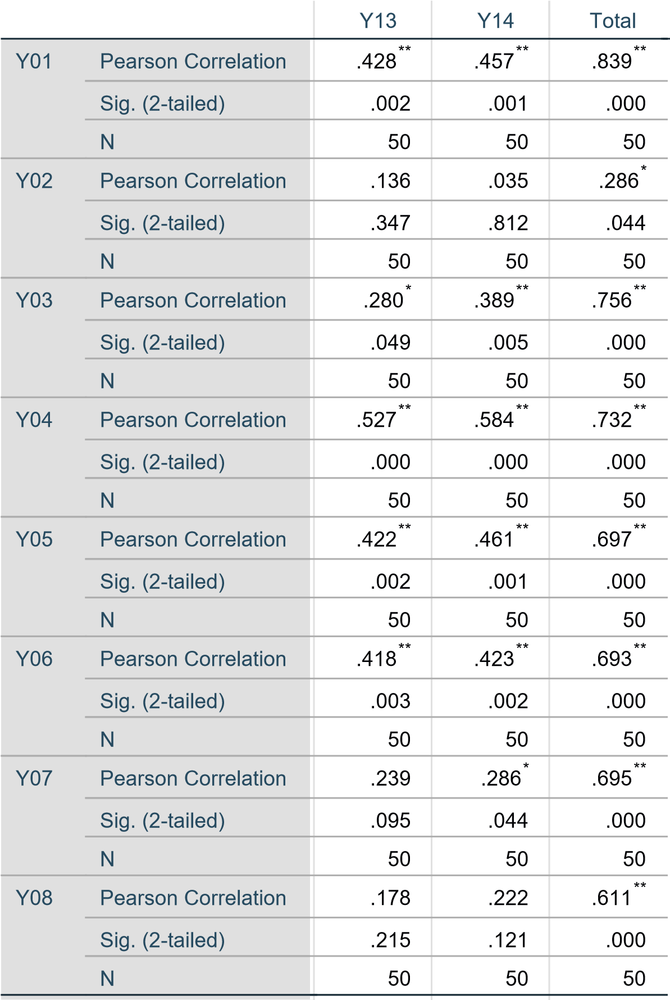 Y13 Y14 Total
Y01 Pearson Correlation .428** .457** .839**
Sig. (2-tailed) .002 .001 .000
N 50 50 50
Y02 Pearson Correlation .136 .035 .286*
Sig. (2-tailed) .347 .812 .044
N 50 50 50
Y03 Pearson Correlation .280* .389** .756**
Sig. (2-tailed) .049 .005 .000
N 50 50 50
Y04 Pearson Correlation .527** .584** .732**
Sig. (2-tailed) .000 .000 .000
N 50 50 50
Y05 Pearson Correlation .422** .461** .697**
Sig. (2-tailed) .002 .001 .000
N 50 50 50
Y06 Pearson Correlation .418** .423** .693**
Sig. (2-tailed) .003 .002 .000
N 50 50 50
Y07 Pearson Correlation .239 .286* .695**
Sig. (2-tailed) .095 .044 .000
N 50 50 50
Y08 Pearson Correlation .178 .222 .611**
Sig. (2-tailed) .215 .121 .000
N 50 50 50